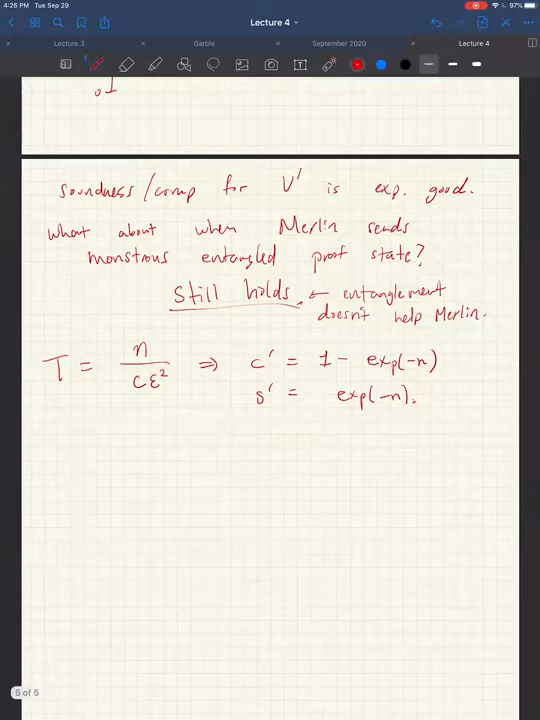 4:26 PM Tue Sep 29
97%
Lecture 4
Lecture 3
Garble
September 2020
Lecture 4
soundness/comp for V' is exp. good.
what about when Merlin sends
monstrous entangled proof state?
still holds. ← entanglement
doesn't help Merlin.
T = n / cε² ⇒ c' = 1 - exp(-n)
s' = exp(-n).
5 of 5